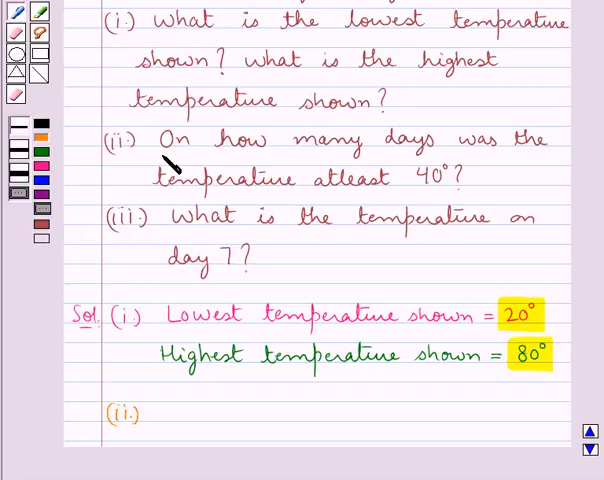 (i.) What is the lowest temperature
shown? What is the highest
temperature shown?
(ii.) On how many days was the
temperature atleast 40°?
(iii.) What is the temperature on
day 7?
Sol. (i.) Lowest temperature shown = 20°
Highest temperature shown = 80°
(ii.)